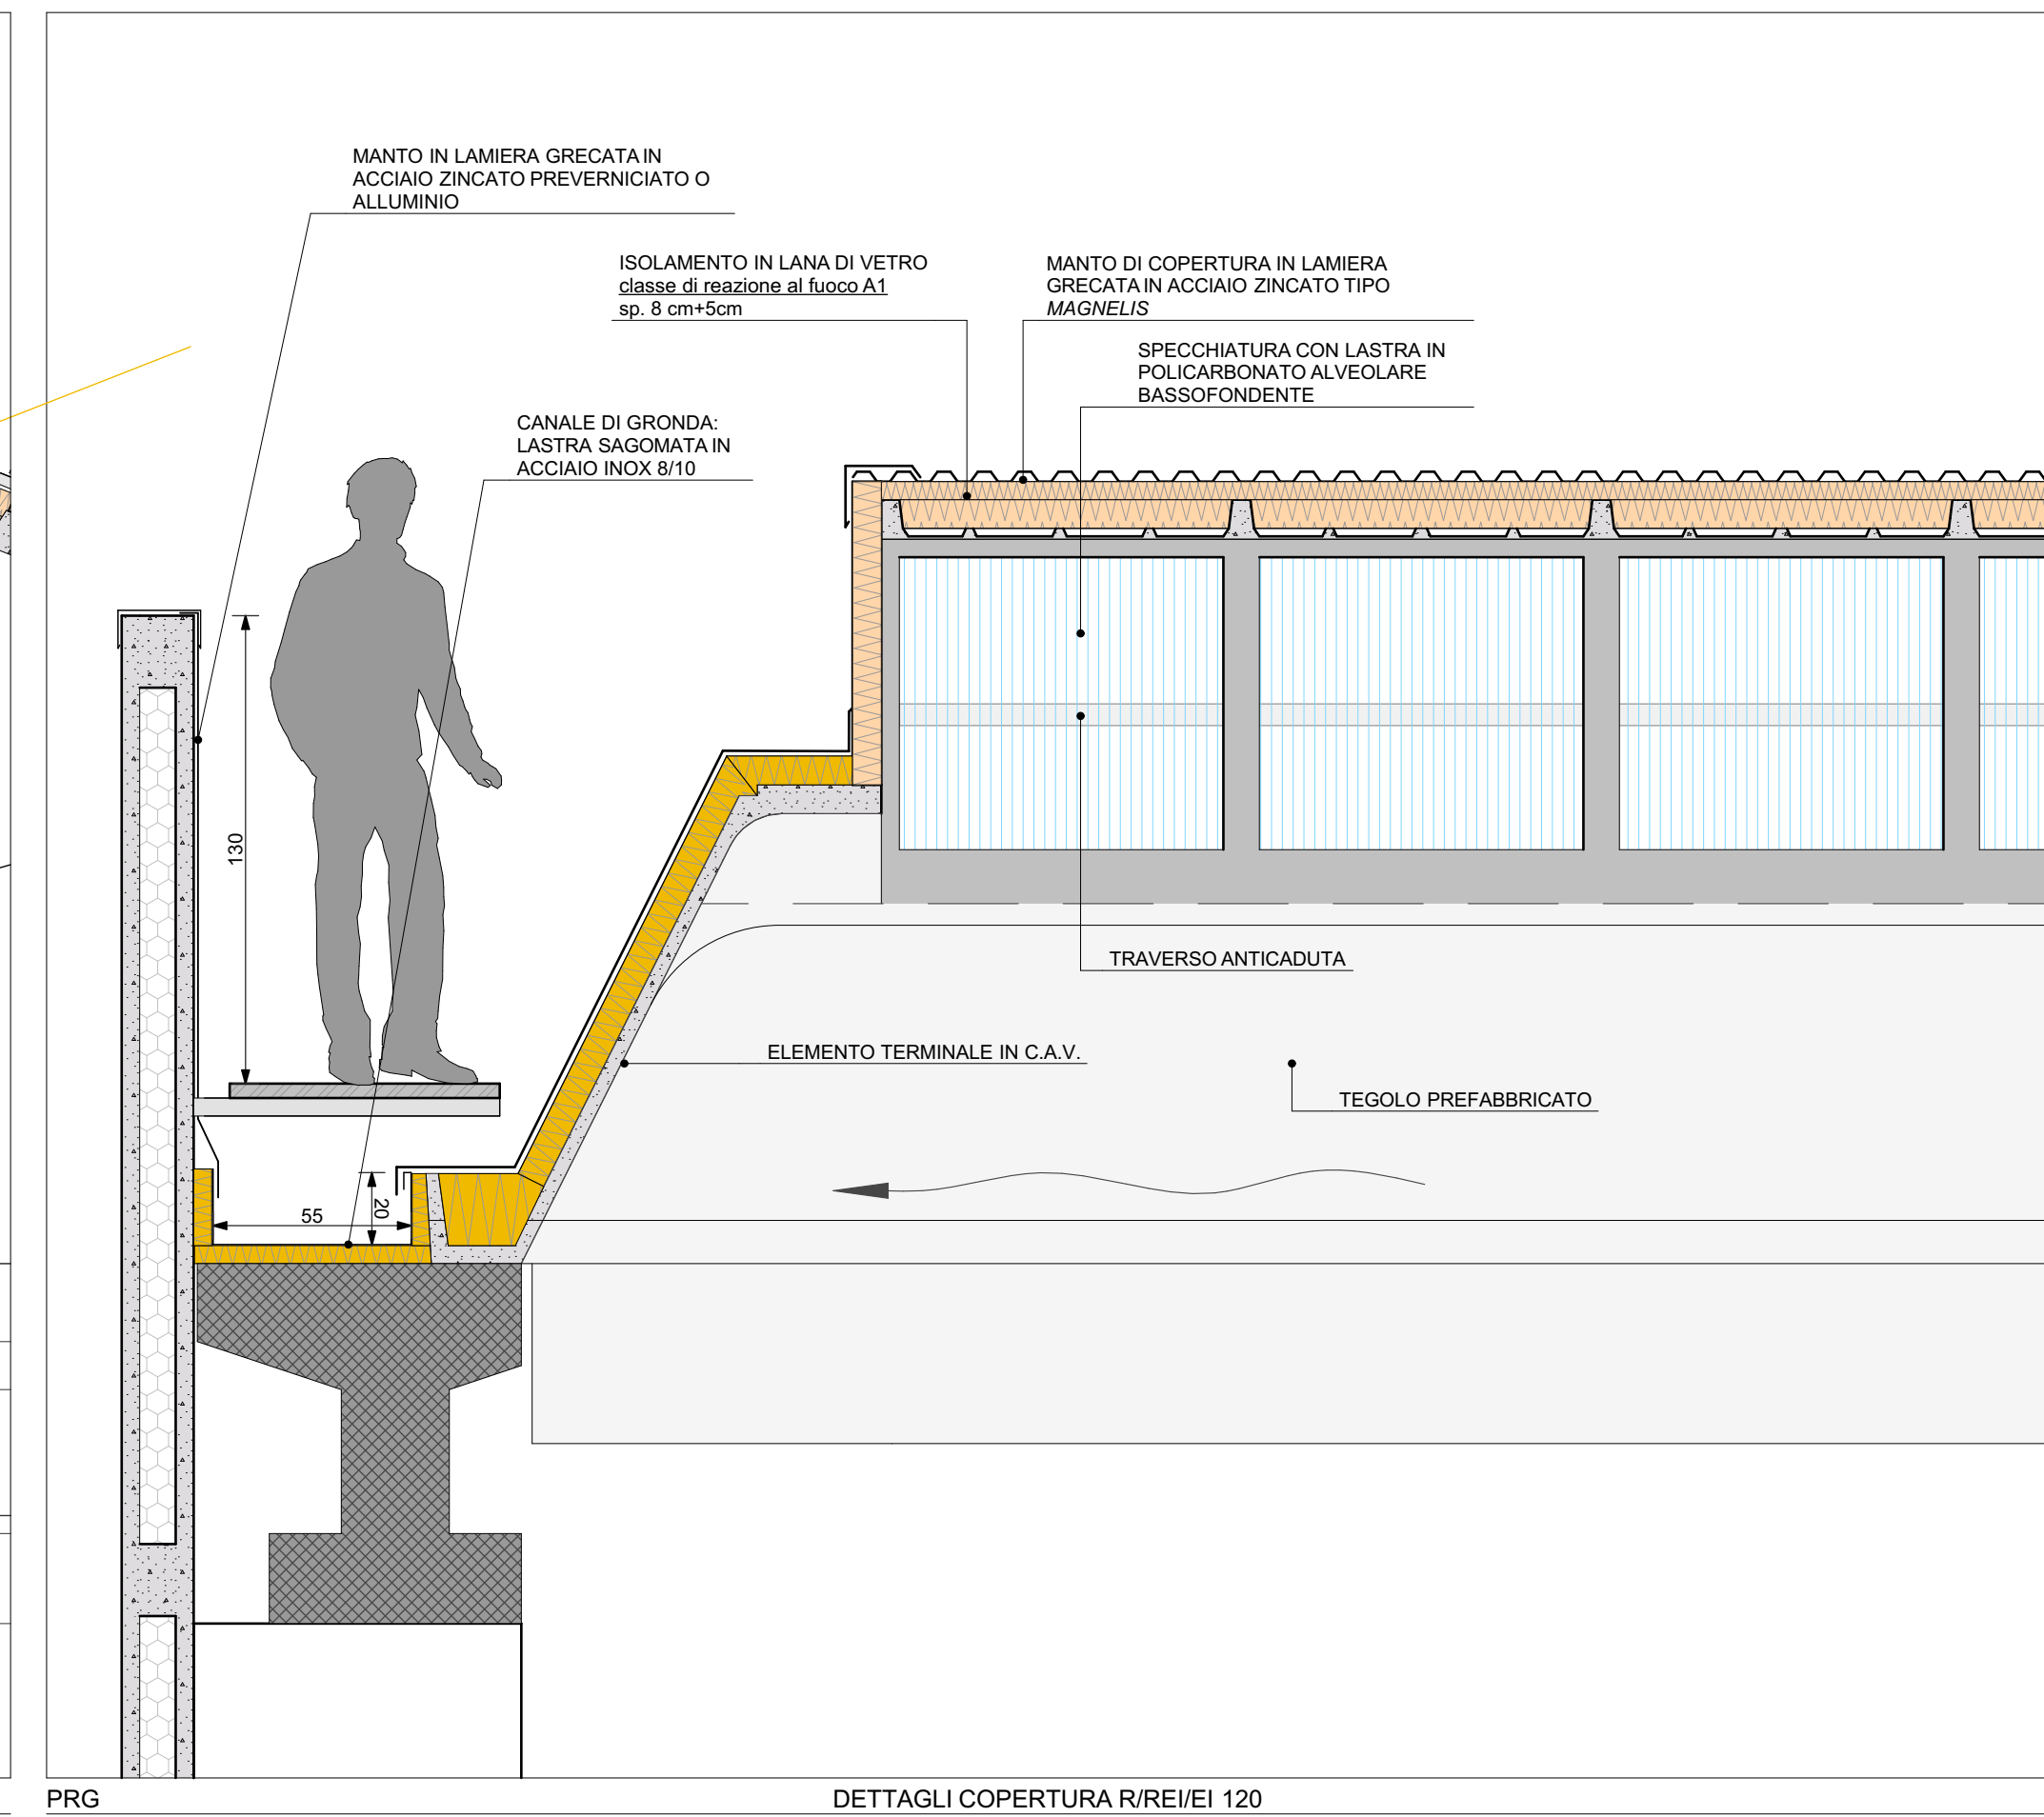 MANTO IN LAMIERA GRECATA IN
ACCIAIO ZINCATO PREVERNICIATO O
ALLUMINIO
ISOLAMENTO IN LANA DI VETRO
classe di reazione al fuoco A1
sp. 8 cm+5cm
MANTO DI COPERTURA IN LAMIERA
GRECATA IN ACCIAIO ZINCATO TIPO
MAGNELIS
SPECCHIATURA CON LASTRA IN
POLICARBONATO ALVEOLARE
BASSOFONDENTE
CANALE DI GRONDA:
LASTRA SAGOMATA IN
ACCIAIO INOX 8/10
130
TRAVERSO ANTICADUTA
ELEMENTO TERMINALE IN C.A.V.
TEGOLO PREFABBRICATO
55
20
PRG
DETTAGLI COPERTURA R/REI/EI 120